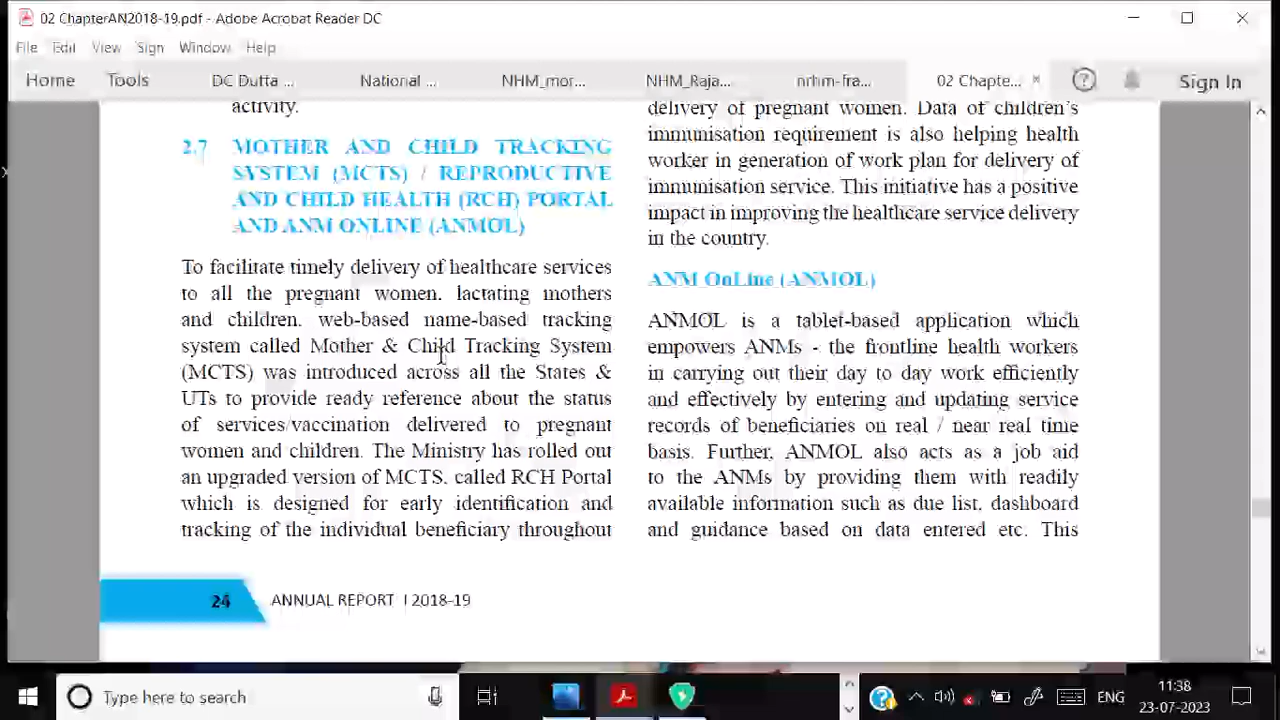 02 ChapterAN2018-19.pdf - Adobe Acrobat Reader DC
File Edit View Sign Window Help
Home Tools DC Dutta ... National ... NHM_mor... NHM_Raja... nrhm-fra... 02 Chapte... × ? Sign In
activity.
2.7 MOTHER AND CHILD TRACKING
SYSTEM (MCTS) / REPRODUCTIVE
AND CHILD HEALTH (RCH) PORTAL
AND ANM ONLINE (ANMOL)
To facilitate timely delivery of healthcare services
to all the pregnant women, lactating mothers
and children, web-based name-based tracking
system called Mother & Child Tracking System
(MCTS) was introduced across all the States &
UTs to provide ready reference about the status
of services/vaccination delivered to pregnant
women and children. The Ministry has rolled out
an upgraded version of MCTS, called RCH Portal
which is designed for early identification and
tracking of the individual beneficiary throughout
delivery of pregnant women. Data of children's
immunisation requirement is also helping health
worker in generation of work plan for delivery of
immunisation service. This initiative has a positive
impact in improving the healthcare service delivery
in the country.
ANM OnLine (ANMOL)
ANMOL is a tablet-based application which
empowers ANMs - the frontline health workers
in carrying out their day to day work efficiently
and effectively by entering and updating service
records of beneficiaries on real / near real time
basis. Further, ANMOL also acts as a job aid
to the ANMs by providing them with readily
available information such as due list, dashboard
and guidance based on data entered etc. This
24 ANNUAL REPORT | 2018-19
Type here to search
ENG
11:38
23-07-2023